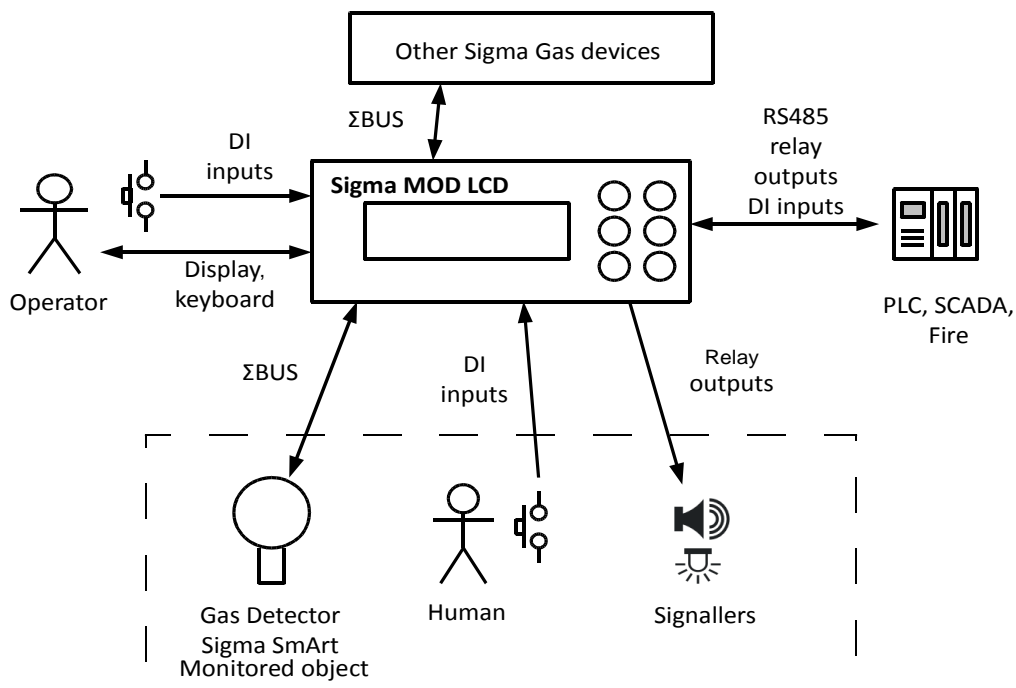 Other Sigma Gas devices
ΣBUS
DI
inputs
RS485
relay
outputs
DI inputs
Sigma MOD LCD
Display,
keyboard
Operator
PLC, SCADA,
Fire
ΣBUS
DI
inputs
Relay
outputs
Gas Detector
Sigma SmArt
Monitored object
Human
Signallers